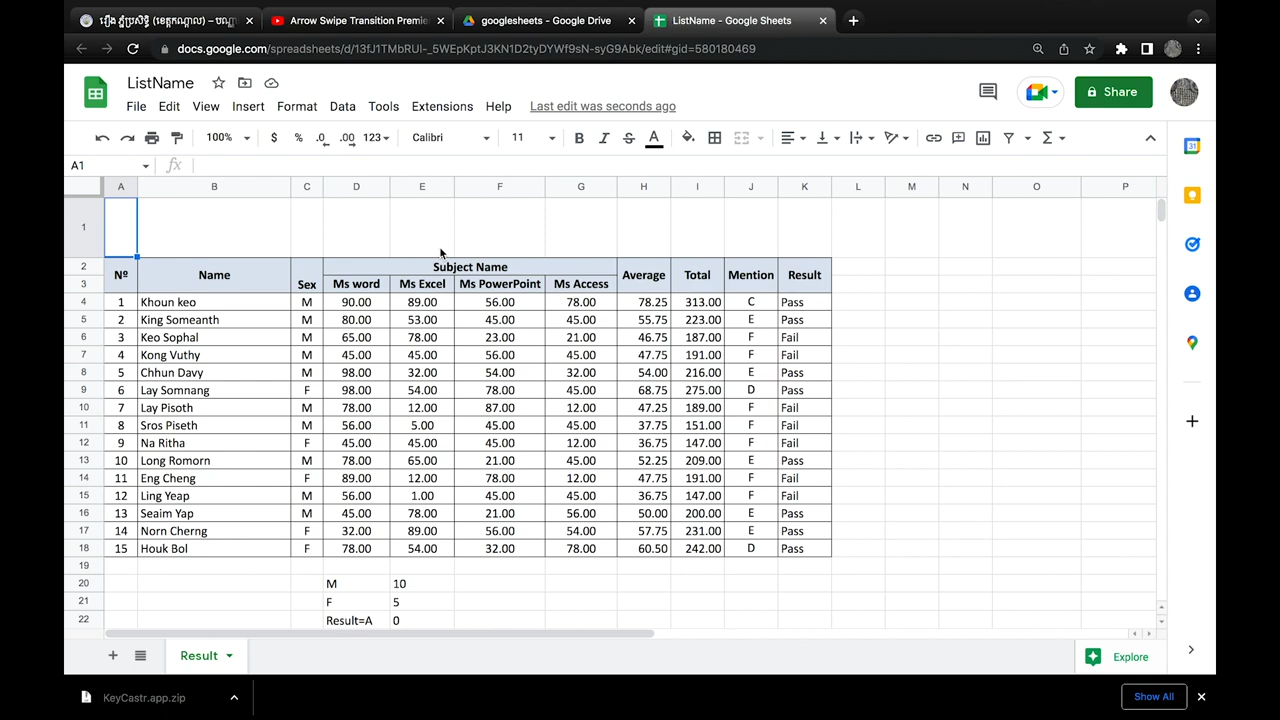 រឿង ភ្នំប្រសិទ្ធិ (ខេត្តកណ្តាល) – បណ្ណា
Arrow Swipe Transition Premie
googlesheets - Google Drive
ListName - Google Sheets
docs.google.com/spreadsheets/d/13fJ1TMbRUI-_5WEpKptJ3KN1D2tyDYWf9sN-syG9Abk/edit#gid=580180469
ListName
File Edit View Insert Format Data Tools Extensions Help Last edit was seconds ago
Share
100% $ % .0 .00 123 Calibri 11 B I S A
A1 fx
A B C D E F G H I J K L M N O P
1
2 Nº Name Sex Subject Name Average Total Mention Result
3 Ms word Ms Excel Ms PowerPoint Ms Access
4 1 Khoun keo M 90.00 89.00 56.00 78.00 78.25 313.00 C Pass
5 2 King Someanth M 80.00 53.00 45.00 45.00 55.75 223.00 E Pass
6 3 Keo Sophal M 65.00 78.00 23.00 21.00 46.75 187.00 F Fail
7 4 Kong Vuthy M 45.00 45.00 56.00 45.00 47.75 191.00 F Fail
8 5 Chhun Davy M 98.00 32.00 54.00 32.00 54.00 216.00 E Pass
9 6 Lay Somnang F 98.00 54.00 78.00 45.00 68.75 275.00 D Pass
10 7 Lay Pisoth M 78.00 12.00 87.00 12.00 47.25 189.00 F Fail
11 8 Sros Piseth M 56.00 5.00 45.00 45.00 37.75 151.00 F Fail
12 9 Na Ritha F 45.00 45.00 45.00 12.00 36.75 147.00 F Fail
13 10 Long Romorn M 78.00 65.00 21.00 45.00 52.25 209.00 E Pass
14 11 Eng Cheng F 89.00 12.00 78.00 12.00 47.75 191.00 F Fail
15 12 Ling Yeap M 56.00 1.00 45.00 45.00 36.75 147.00 F Fail
16 13 Seaim Yap M 45.00 78.00 21.00 56.00 50.00 200.00 E Pass
17 14 Norn Cherng F 32.00 89.00 56.00 54.00 57.75 231.00 E Pass
18 15 Houk Bol F 78.00 54.00 32.00 78.00 60.50 242.00 D Pass
19
20 M 10
21 F 5
22 Result=A 0
Result
Explore
KeyCastr.app.zip
Show All